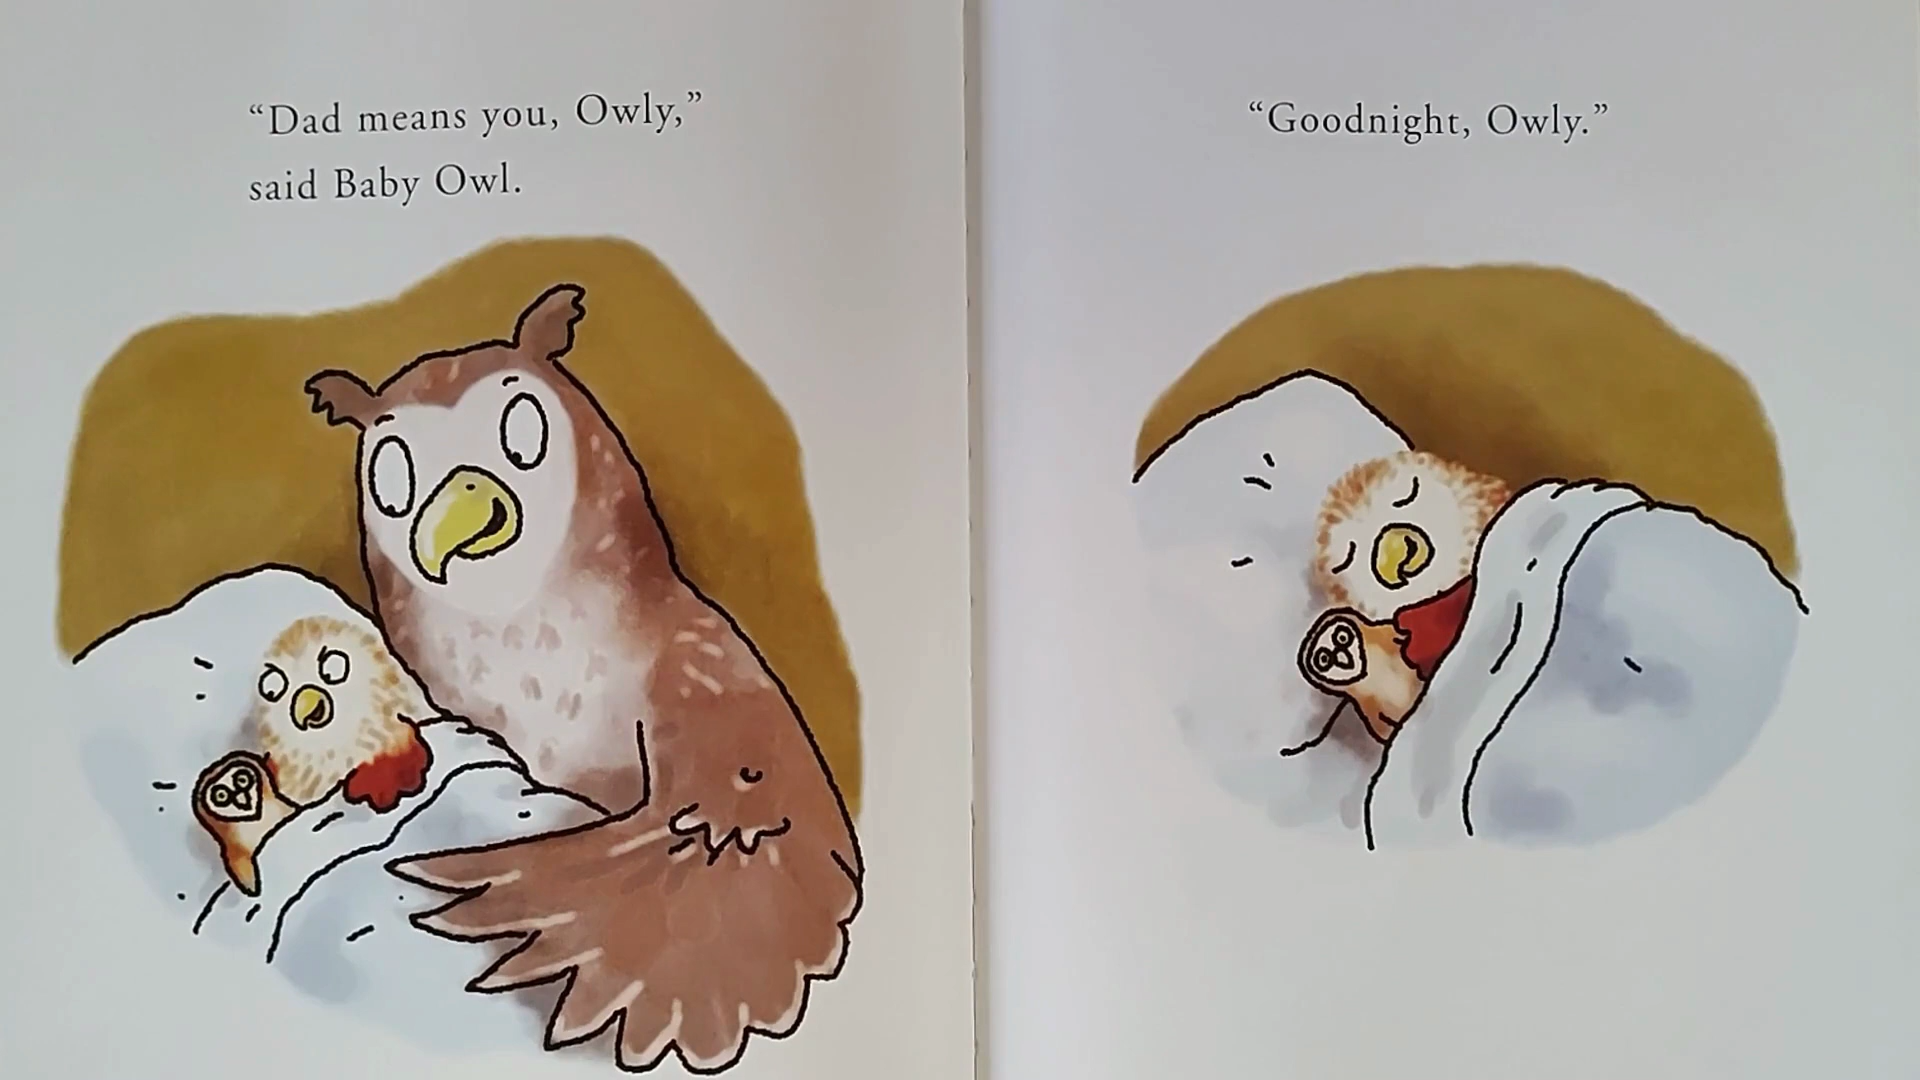 “Dad means you, Owly,”
said Baby Owl.
“Goodnight, Owly.”